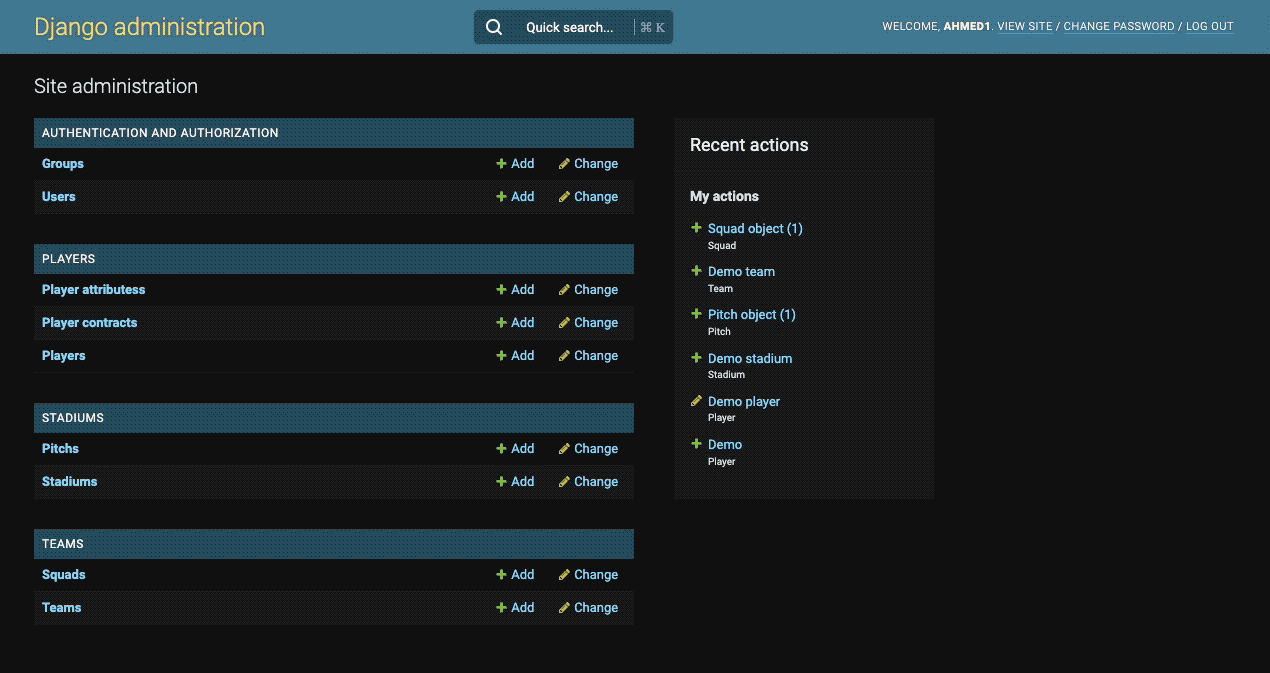 Django administration
Quick search... ⌘ K
WELCOME, AHMED1. VIEW SITE / CHANGE PASSWORD / LOG OUT
Site administration
AUTHENTICATION AND AUTHORIZATION
Groups Add Change
Users Add Change
PLAYERS
Player attributess Add Change
Player contracts Add Change
Players Add Change
STADIUMS
Pitchs Add Change
Stadiums Add Change
TEAMS
Squads Add Change
Teams Add Change
Recent actions
My actions
Squad object (1)
Squad
Demo team
Team
Pitch object (1)
Pitch
Demo stadium
Stadium
Demo player
Player
Demo
Player